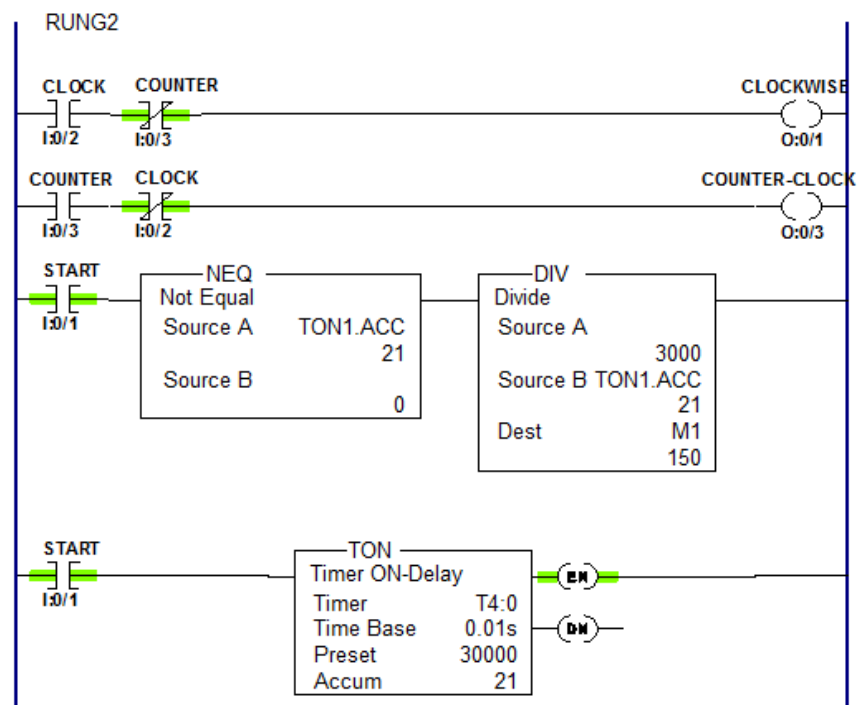 RUNG2
CLOCK COUNTER CLOCKWISE
I:0/2 I:0/3 O:0/1
COUNTER CLOCK COUNTER-CLOCK
I:0/3 I:0/2 O:0/3
START
I:0/1
NEQ
Not Equal
Source A TON1.ACC
21
Source B
0
DIV
Divide
Source A
3000
Source B TON1.ACC
21
Dest M1
150
START
I:0/1
TON
Timer ON-Delay
Timer T4:0
Time Base 0.01s
Preset 30000
Accum 21
EN
DN